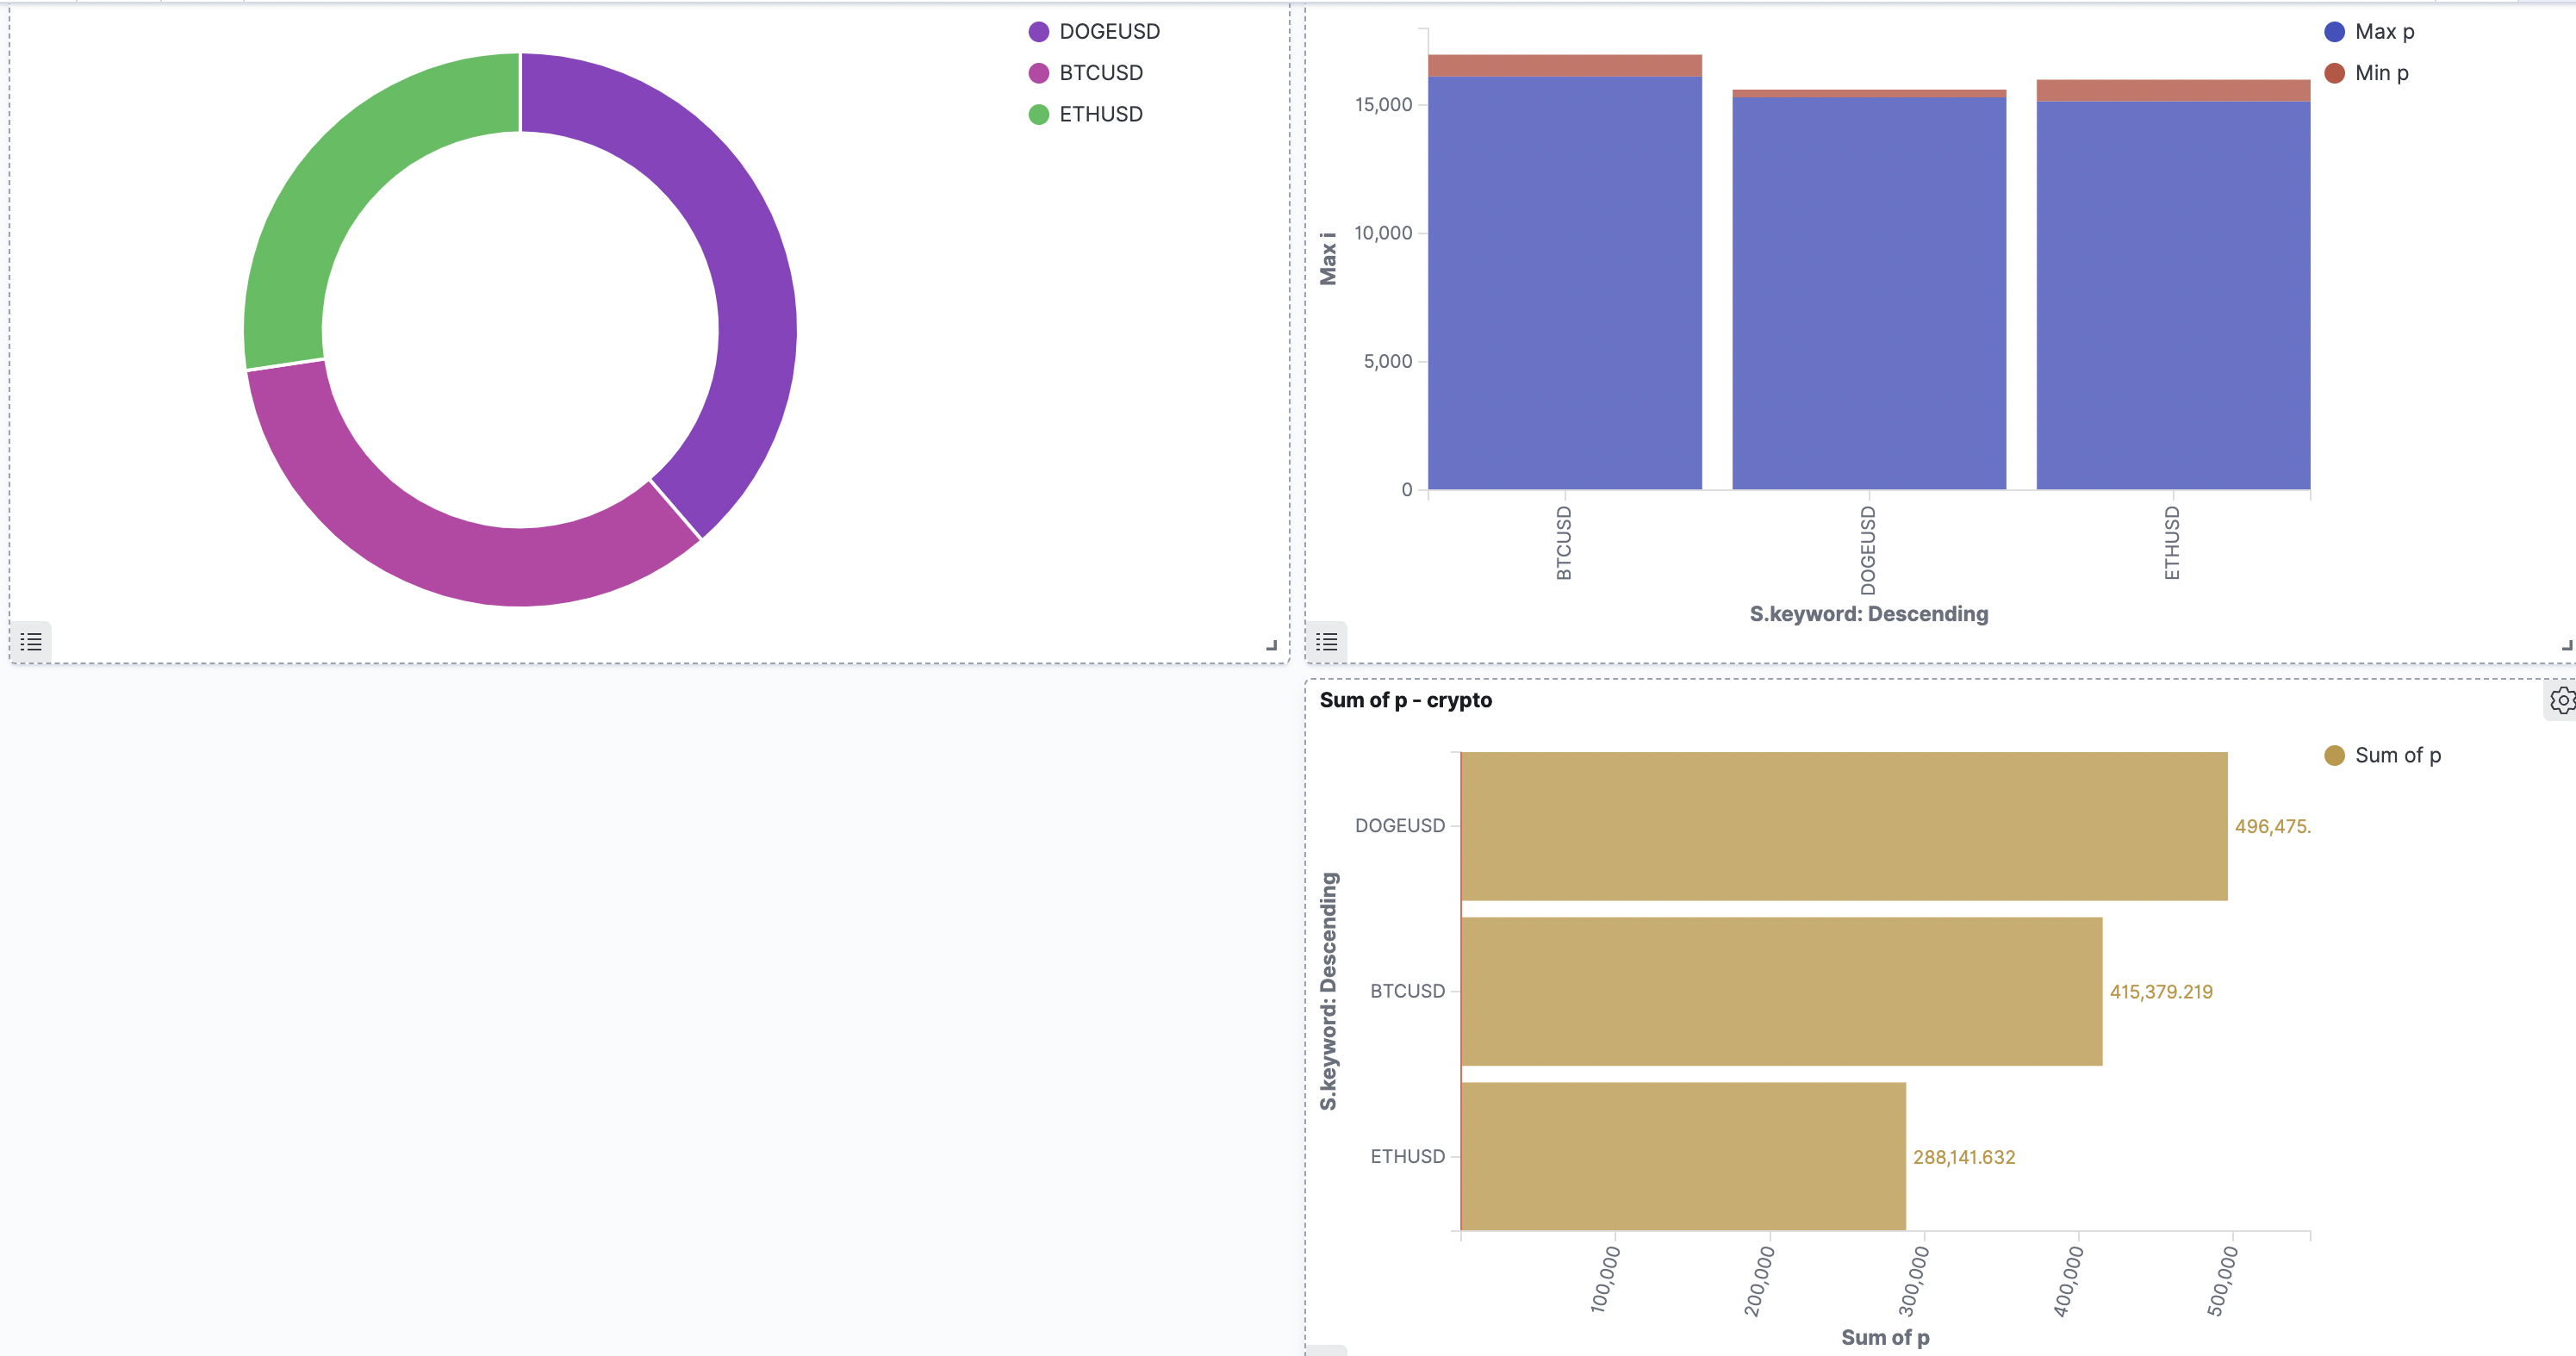 DOGEUSD
BTCUSD
ETHUSD
Max p
Min p
15,000
10,000
5,000
0
Max i
BTCUSD
DOGEUSD
ETHUSD
S.keyword: Descending
Sum of p - crypto
Sum of p
DOGEUSD
496,475.
BTCUSD
415,379.219
ETHUSD
288,141.632
S.keyword: Descending
100,000
200,000
300,000
400,000
500,000
Sum of p